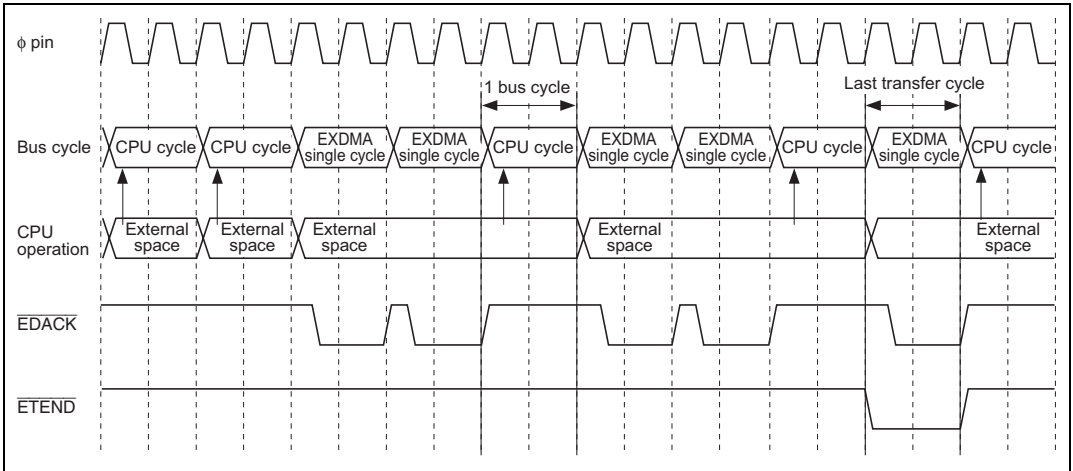 φ pin
1 bus cycle
Last transfer cycle
Bus cycle
CPU cycle
CPU cycle
EXDMA
single cycle
EXDMA
single cycle
CPU cycle
EXDMA
single cycle
EXDMA
single cycle
CPU cycle
EXDMA
single cycle
CPU cycle
CPU
operation
External
space
External
space
External
space
External
space
External
space
EDACK
ETEND